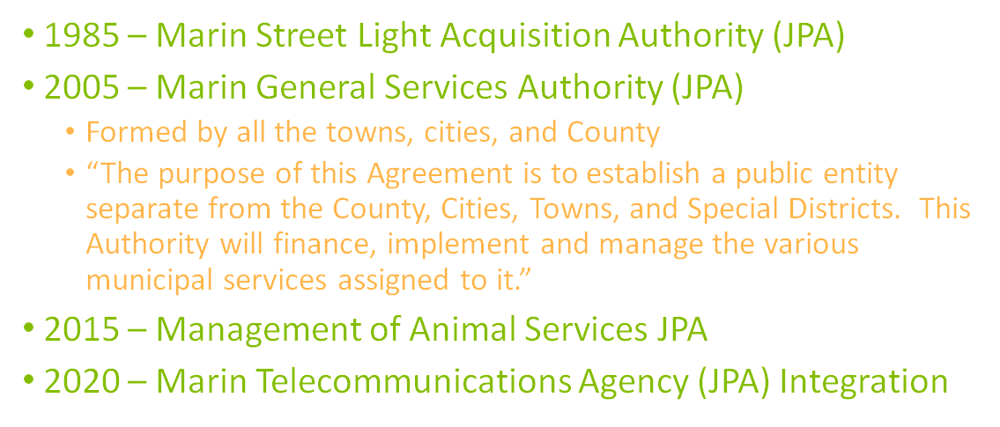 • 1985 – Marin Street Light Acquisition Authority (JPA)
• 2005 – Marin General Services Authority (JPA)
• Formed by all the towns, cities, and County
• “The purpose of this Agreement is to establish a public entity
separate from the County, Cities, Towns, and Special Districts.  This
Authority will finance, implement and manage the various
municipal services assigned to it.”
• 2015 – Management of Animal Services JPA
• 2020 – Marin Telecommunications Agency (JPA) Integration